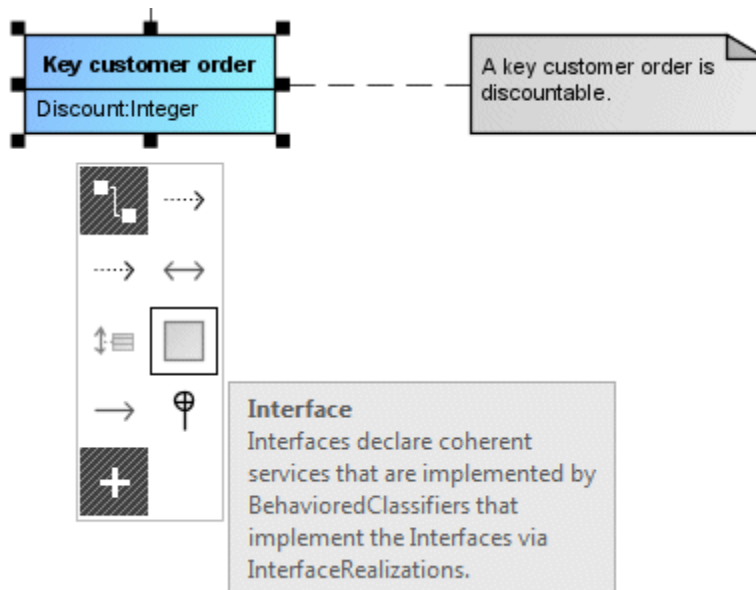 Key customer order
Discount:Integer
A key customer order is
discountable.
Interface
Interfaces declare coherent
services that are implemented by
BehavioredClassifiers that
implement the Interfaces via
InterfaceRealizations.